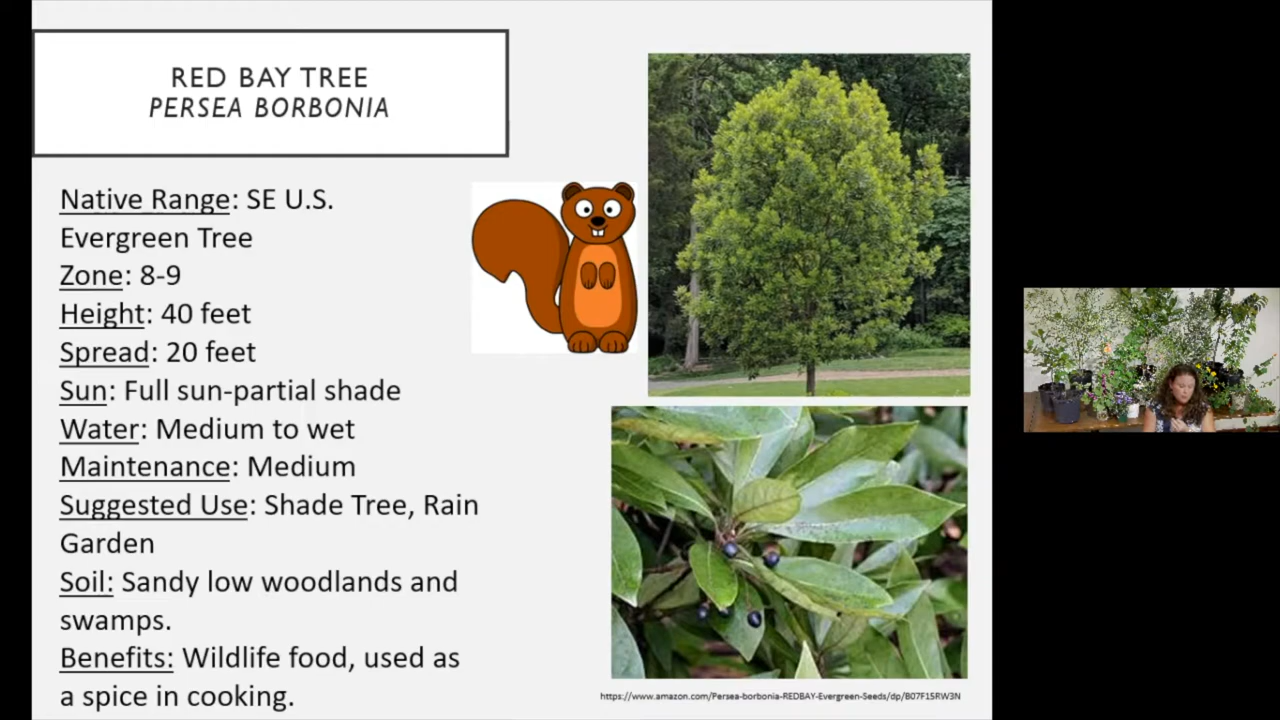 RED BAY TREE
PERSEA BORBONIA
Native Range: SE U.S.
Evergreen Tree
Zone: 8-9
Height: 40 feet
Spread: 20 feet
Sun: Full sun-partial shade
Water: Medium to wet
Maintenance: Medium
Suggested Use: Shade Tree, Rain
Garden
Soil: Sandy low woodlands and
swamps.
Benefits: Wildlife food, used as
a spice in cooking.
https://www.amazon.com/Persea-borbonia-REDBAY-Evergreen-Seeds/dp/B07F15RW3N